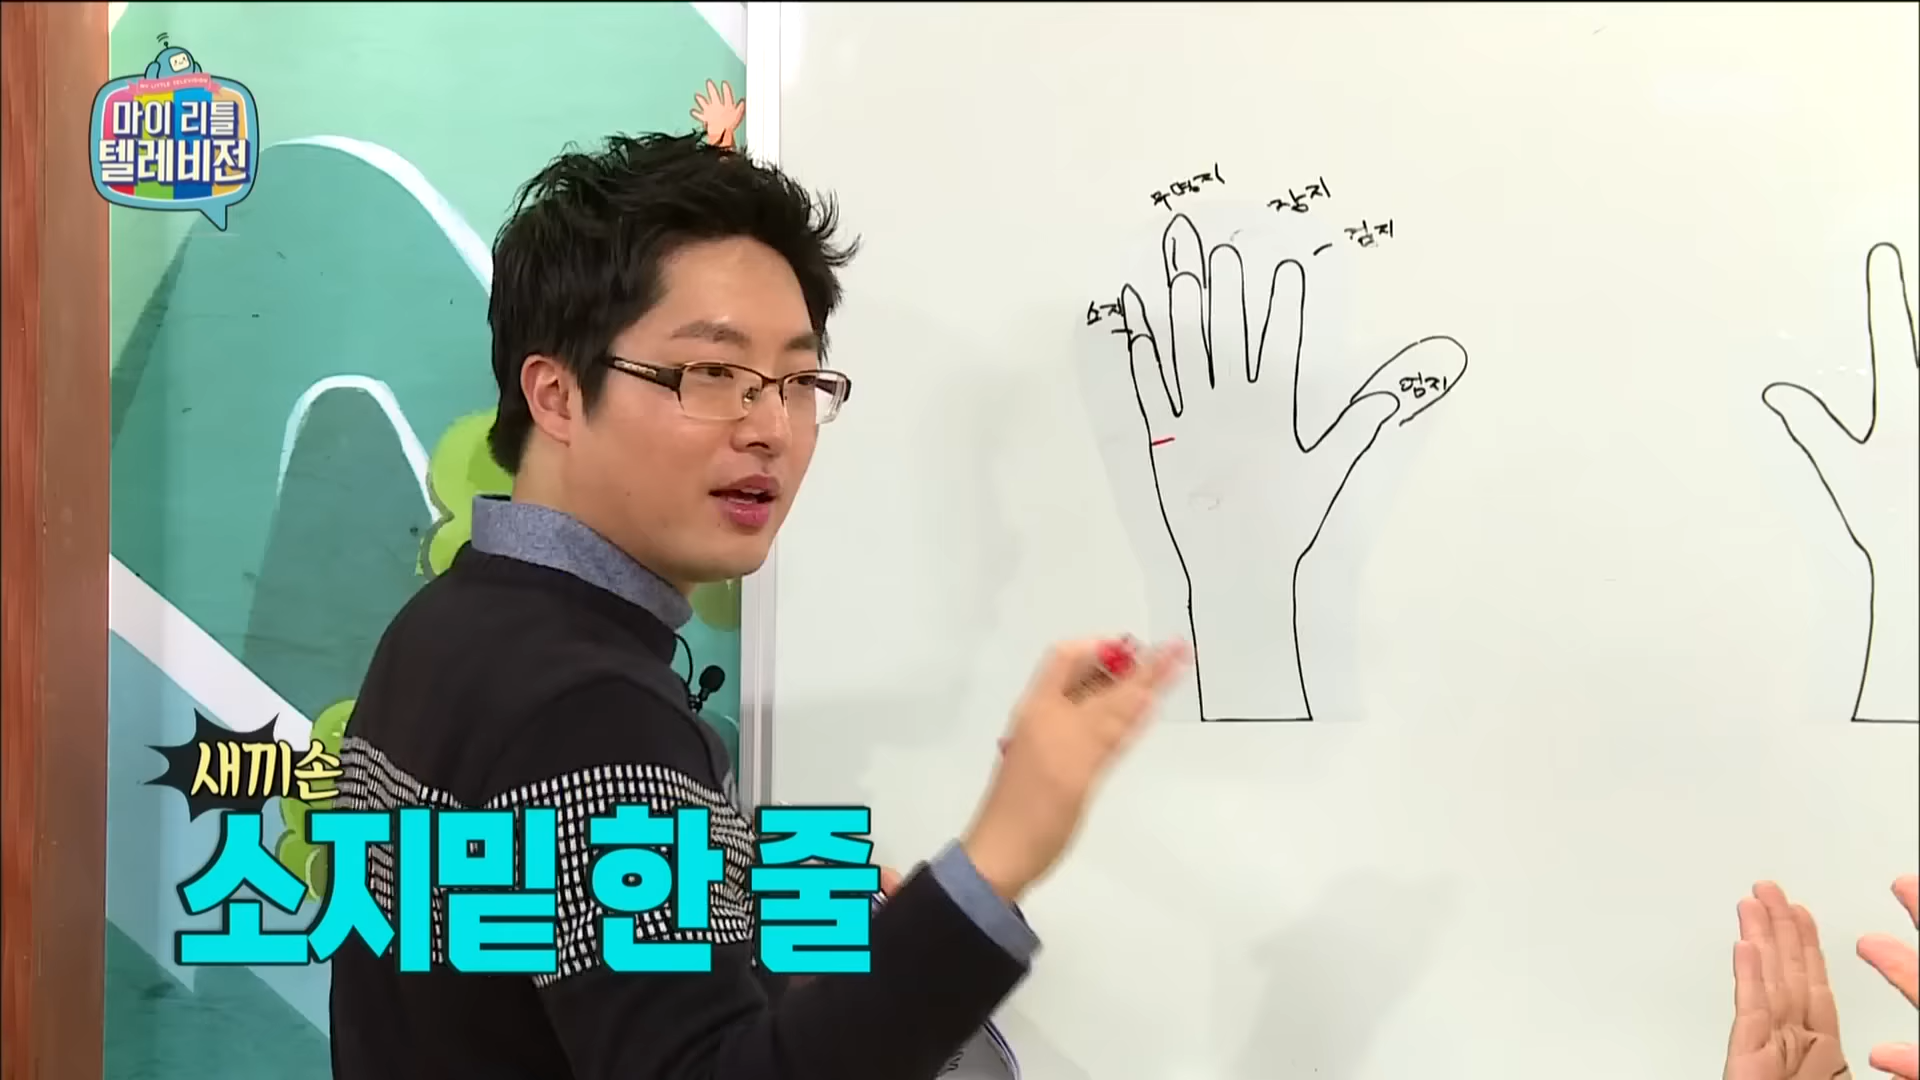 MY LITTLE TELEVISION
마이 리틀
텔레비전
무명지
장지
검지
소지
엄지
새끼손
소지밑 한 줄